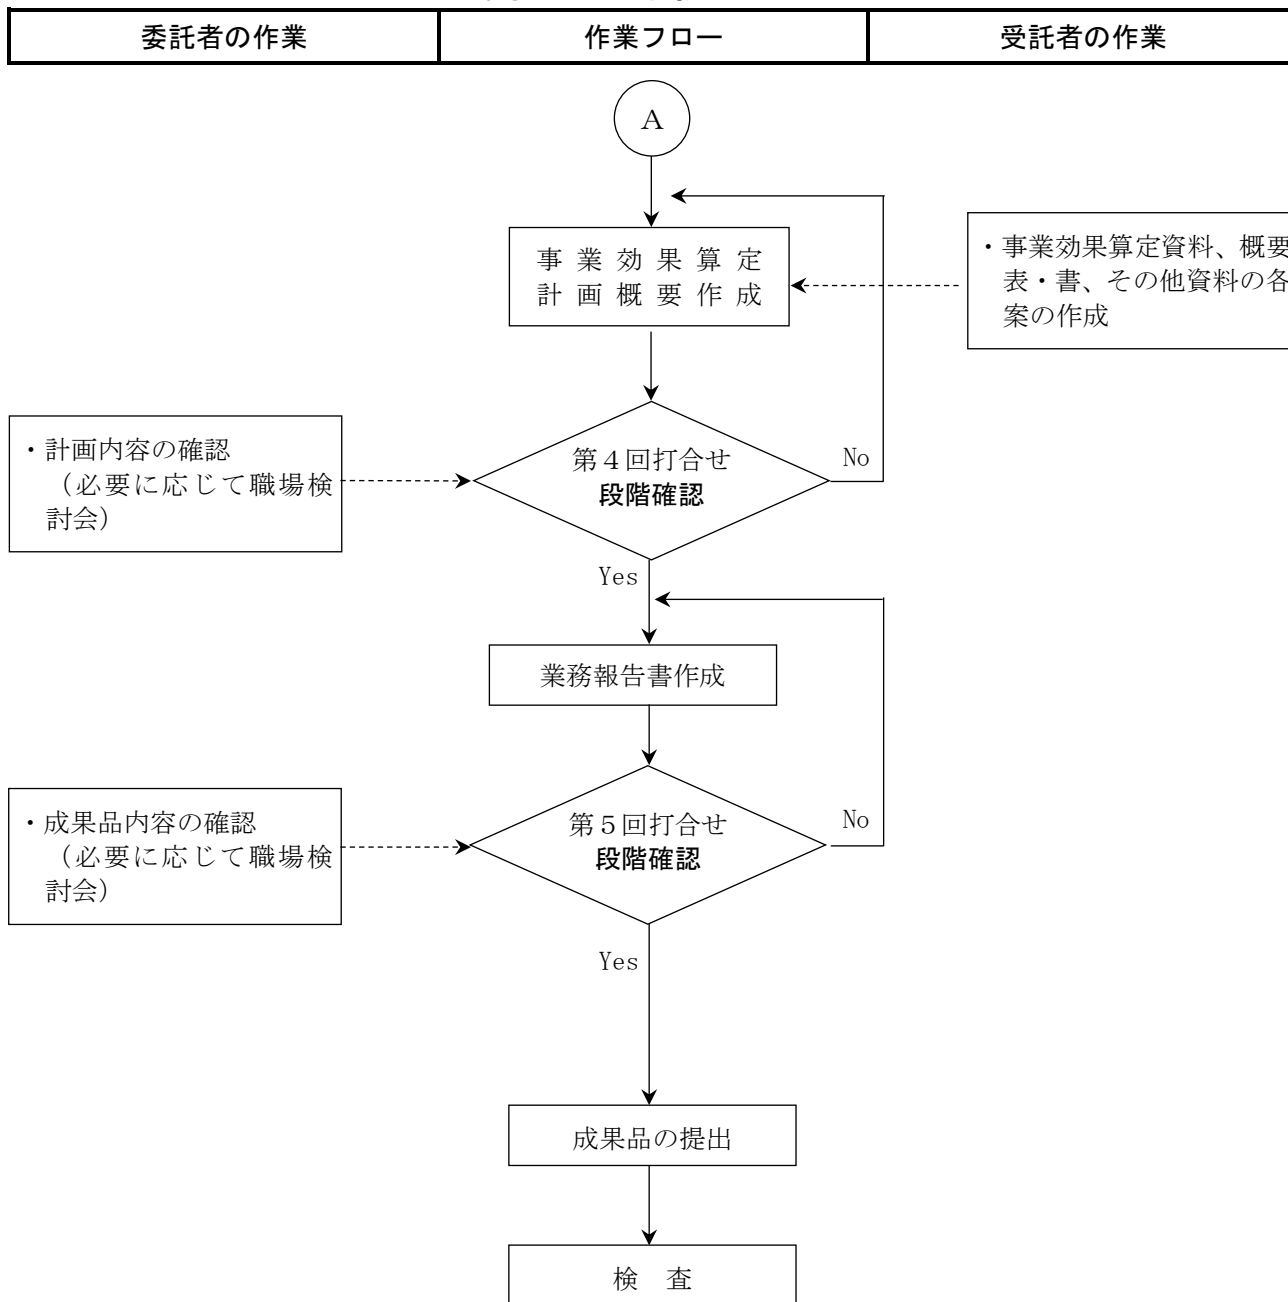 委託者の作業
作業フロー
受託者の作業
A
事業効果算定
計画概要作成
・事業効果算定資料、概要
表・書、その他資料の各
案の作成
・計画内容の確認
（必要に応じて職場検
討会）
第４回打合せ
段階確認
No
Yes
業務報告書作成
・成果品内容の確認
（必要に応じて職場検
討会）
第５回打合せ
段階確認
No
Yes
成果品の提出
検　査